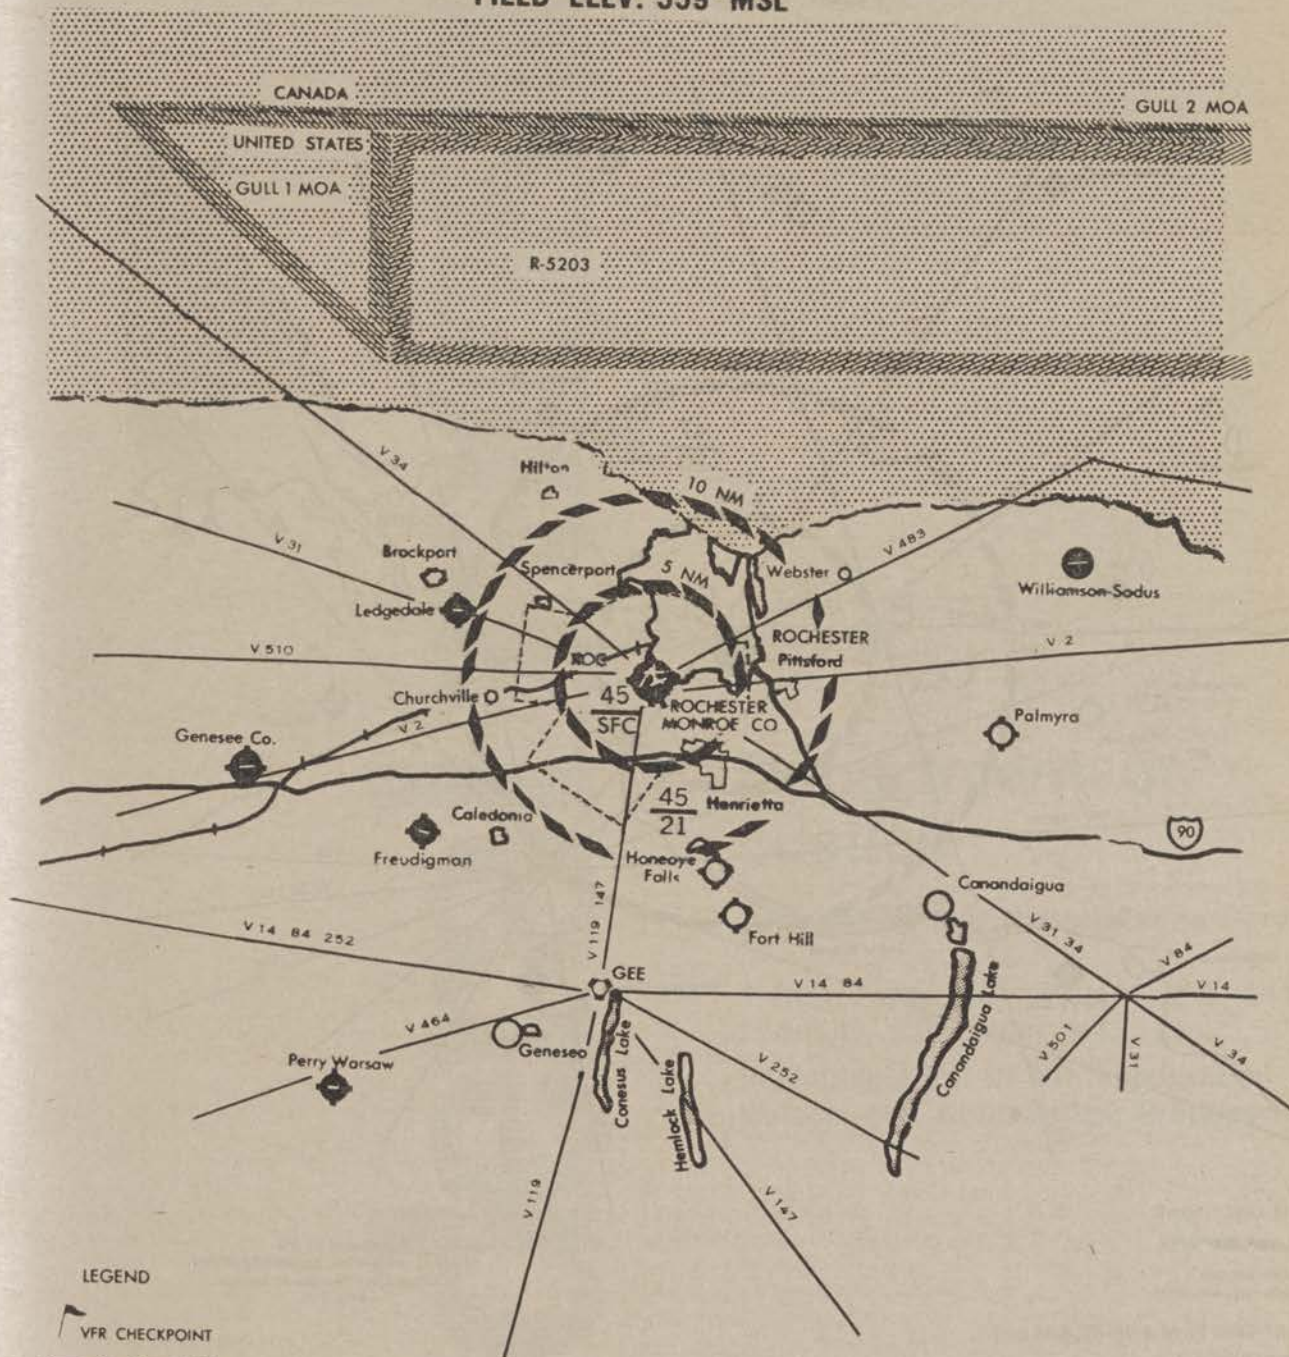 FIELD ELEV. 559 MSL
CANADA
GULL 2 MOA
UNITED STATES
GULL 1 MOA
R-5203
V 34
Hilton
10 NM
V 31
V 483
Brockport
Spencerport
5 NM
Webster
Ledgedale
Williamson-Sodus
ROCHESTER
V 510
V 2
ROC
Pittsford
Churchville
45
SFC
ROCHESTER
MONROE CO
Palmyra
V 2
Genesee Co.
45
21
Henrietta
Caledonia
90
Freudigman
Honeoye
Falls
Canandaigua
V 119 147
V 31 34
V 14 84 252
Fort Hill
V 84
GEE
V 14 84
V 14
V 464
Geneseo
Conesus Lake
Canandaigua Lake
V 501
V 31
V 34
Perry Warsaw
V 252
Hemlock Lake
V 119
V 147
LEGEND
VFR CHECKPOINT